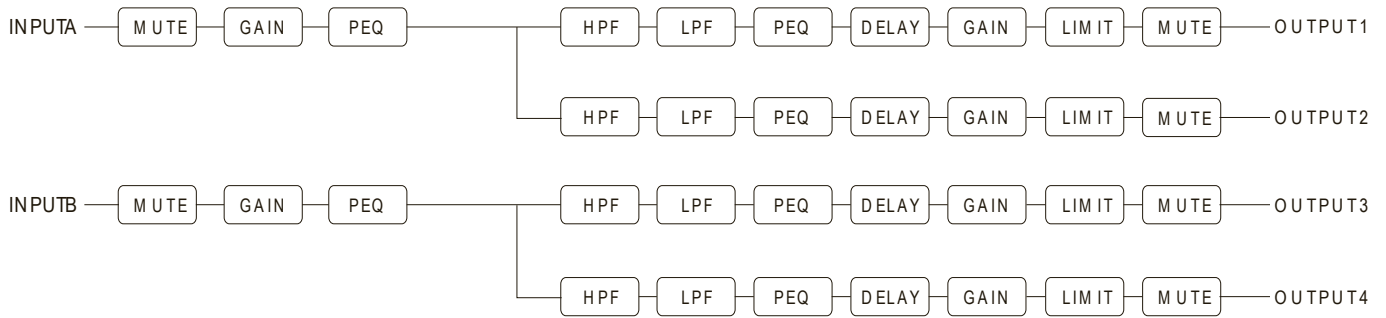 INPUTA MUTE GAIN PEQ HPF LPF PEQ DELAY GAIN LIMIT MUTE OUTPUT1
HPF LPF PEQ DELAY GAIN LIMIT MUTE OUTPUT2
INPUTB MUTE GAIN PEQ HPF LPF PEQ DELAY GAIN LIMIT MUTE OUTPUT3
HPF LPF PEQ DELAY GAIN LIMIT MUTE OUTPUT4